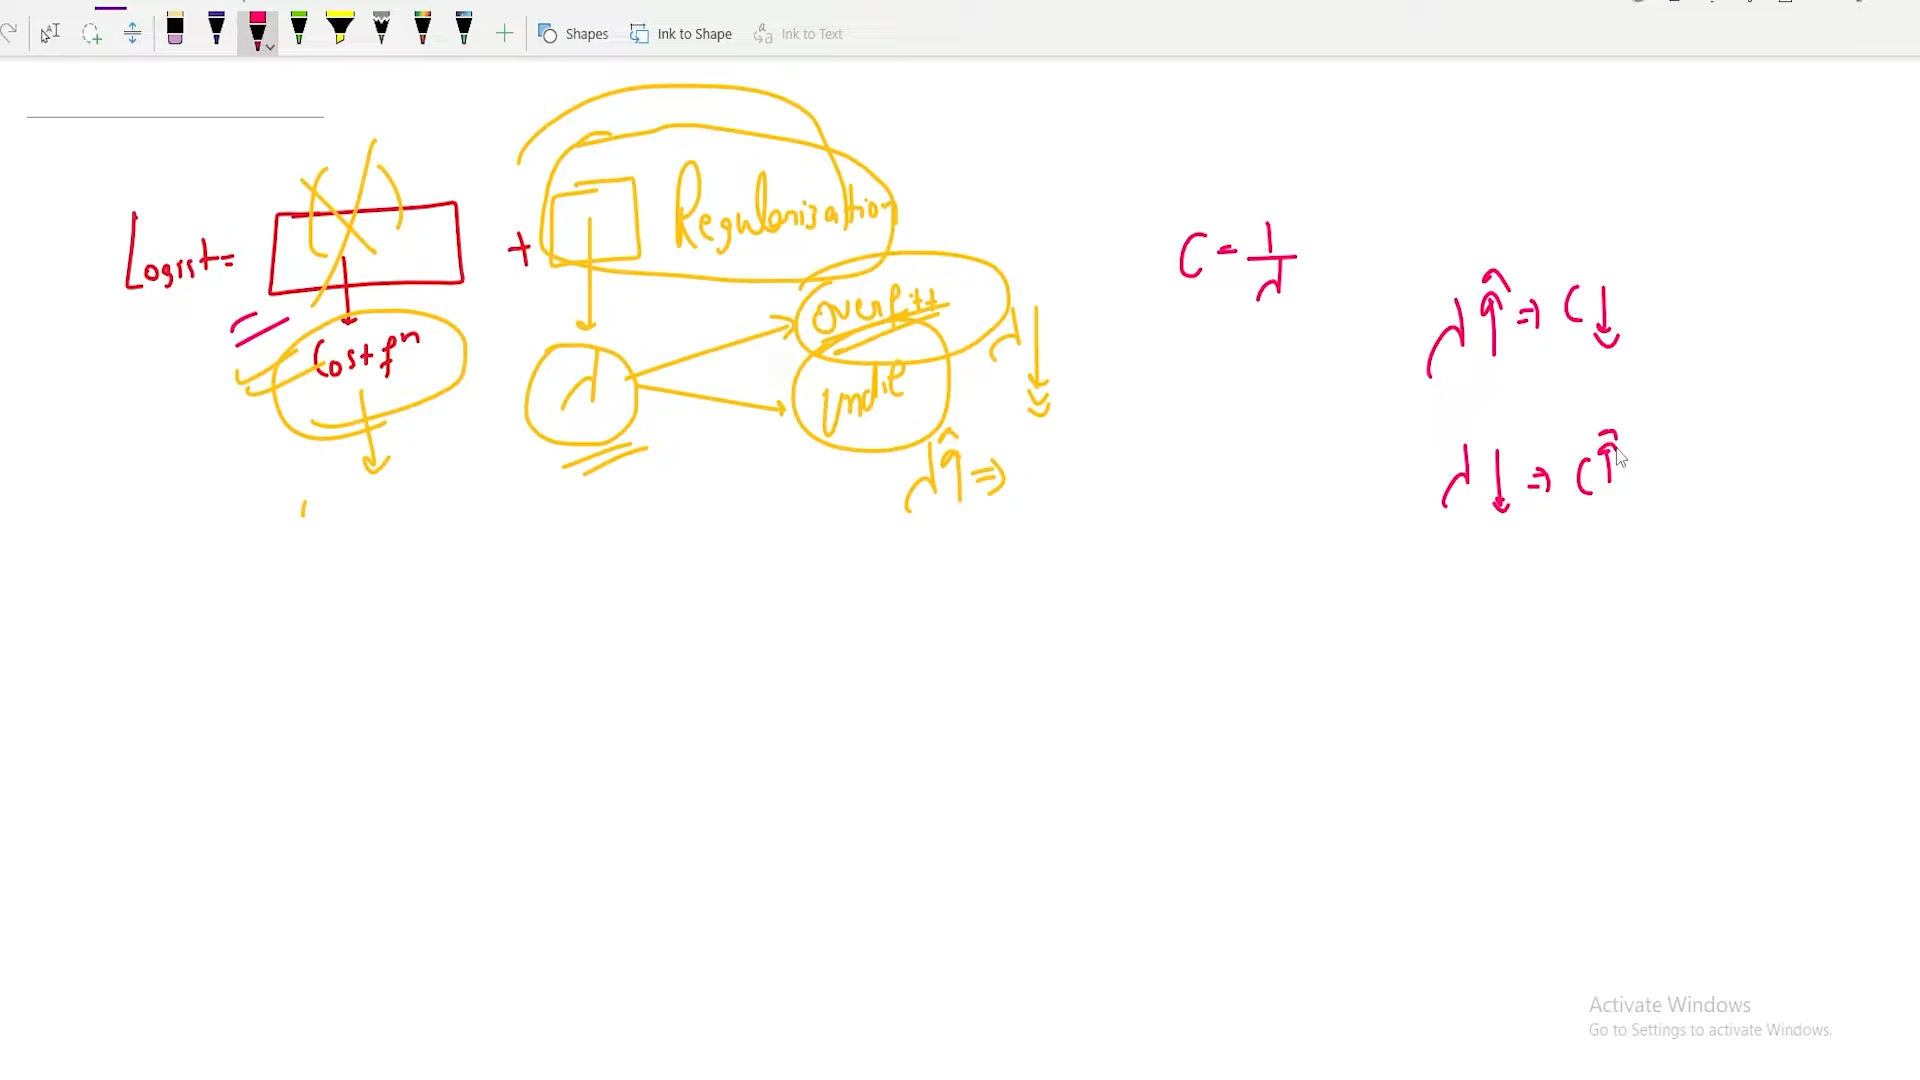 Shapes
Ink to Shape
Ink to Text
Logist =
+
Regularization
Cost fⁿ
λ
overfitt
λ ↓
λ ↑ ⇒
C = 1/λ
λ ↑ ⇒ C ↓
λ ↓ ⇒ C ↑
Activate Windows
Go to Settings to activate Windows.